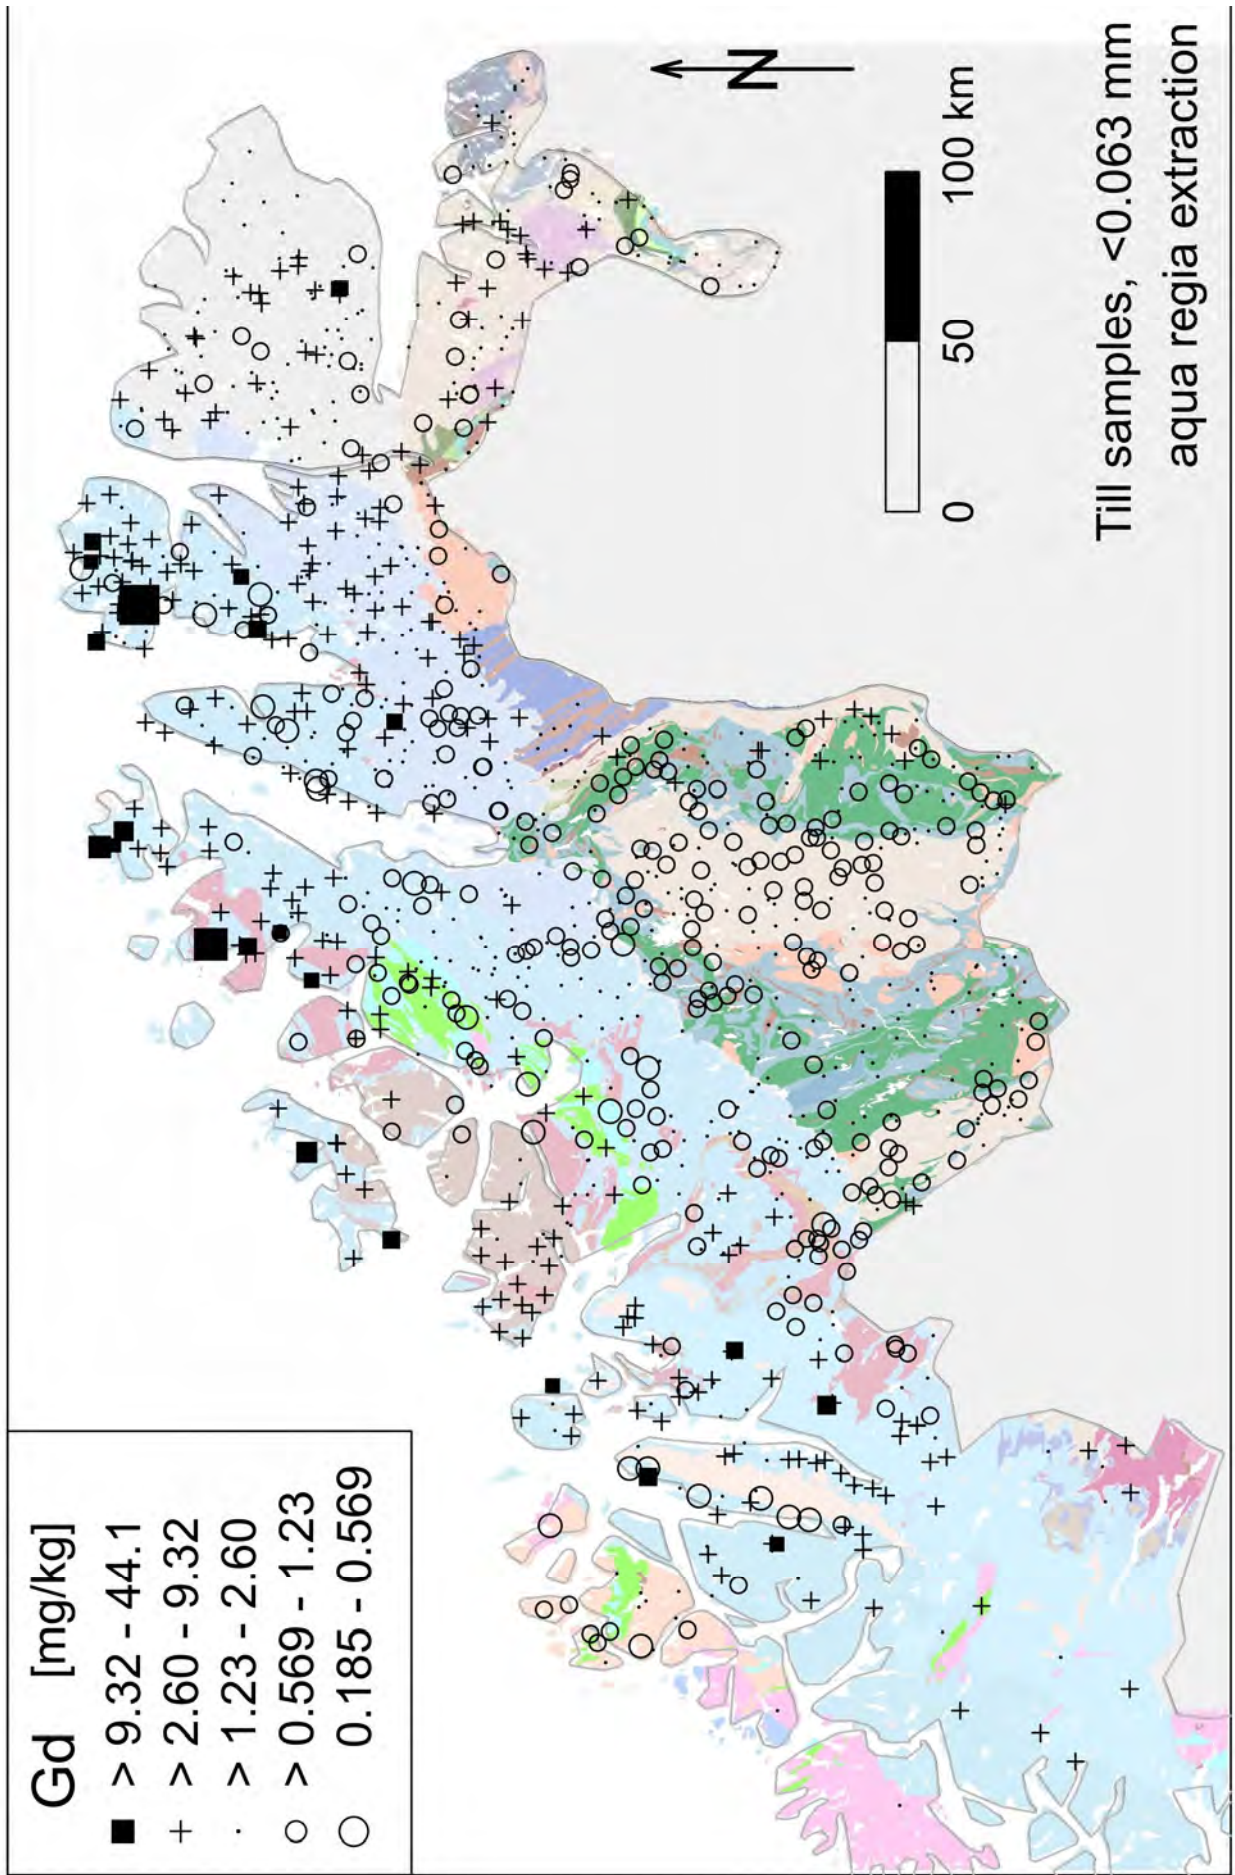 Gd [mg/kg]
> 9.32 - 44.1
> 2.60 - 9.32
> 1.23 - 2.60
> 0.569 - 1.23
0.185 - 0.569
N
0 50 100 km
Till samples, <0.063 mm
aqua regia extraction